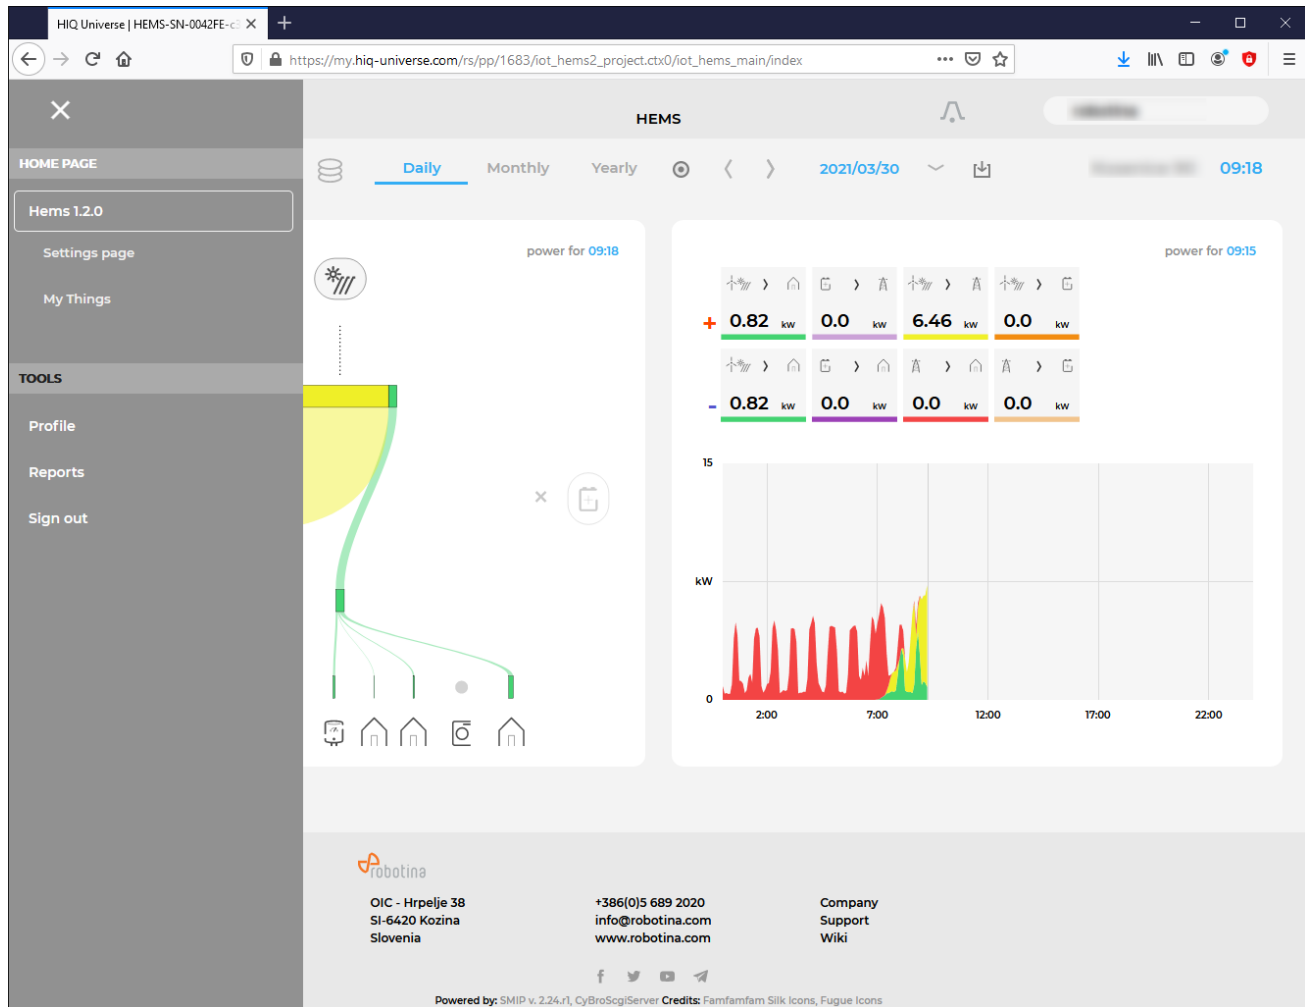 HIQ Universe | HEMS-SN-0042FE-c
https://my.hiq-universe.com/rs/pp/1683/iot_hems2_project.ctx0/iot_hems_main/index
HEMS
HOME PAGE
Hems 1.2.0
Settings page
My Things
TOOLS
Profile
Reports
Sign out
Daily Monthly Yearly 2021/03/30 09:18
power for 09:18
power for 09:15
+ 0.82 kw 0.0 kw 6.46 kw 0.0 kw
- 0.82 kw 0.0 kw 0.0 kw 0.0 kw
15
kW
0
2:00 7:00 12:00 17:00 22:00
robotina
OIC - Hrpelje 38
SI-6420 Kozina
Slovenia
+386(0)5 689 2020
info@robotina.com
www.robotina.com
Company
Support
Wiki
Powered by: SMIP v. 2.24.r1, CyBroScgiServer Credits: Famfamfam Silk Icons, Fugue Icons